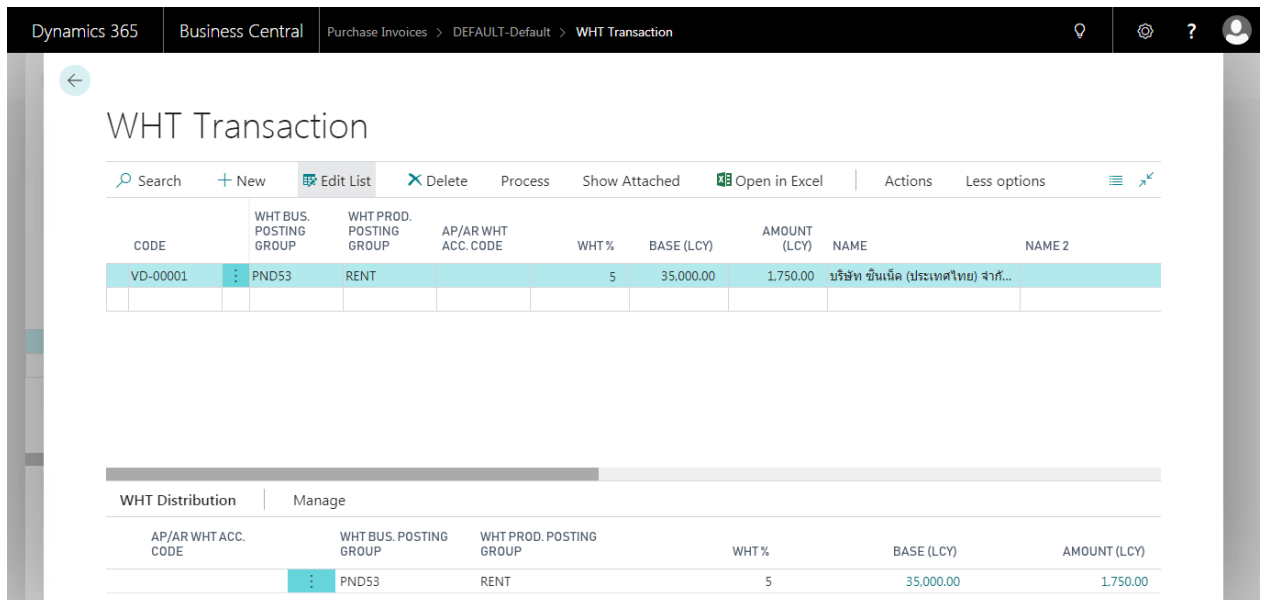 Dynamics 365 Business Central Purchase Invoices > DEFAULT-Default > WHT Transaction ?
WHT Transaction
Search + New Edit List Delete Process Show Attached Open in Excel Actions Less options
CODE WHT BUS. POSTING GROUP WHT PROD. POSTING GROUP AP/AR WHT ACC. CODE WHT % BASE (LCY) AMOUNT (LCY) NAME NAME 2
VD-00001 PND53 RENT 5 35,000.00 1,750.00 บริษัท ซินเน็ค (ประเทศไทย) จำกั...
WHT Distribution Manage
AP/AR WHT ACC. CODE WHT BUS. POSTING GROUP WHT PROD. POSTING GROUP WHT % BASE (LCY) AMOUNT (LCY)
PND53 RENT 5 35,000.00 1,750.00